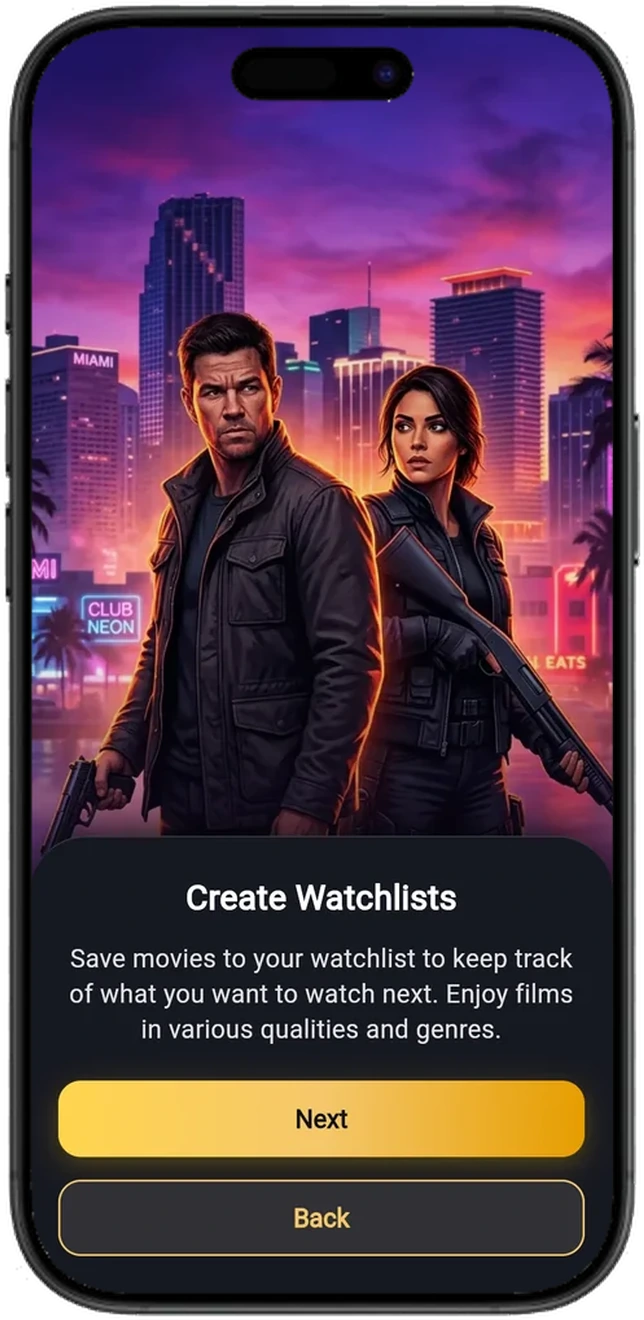 MIAMI
MI
CLUB
NEON
EATS
Create Watchlists
Save movies to your watchlist to keep track
of what you want to watch next. Enjoy films
in various qualities and genres.
Next
Back